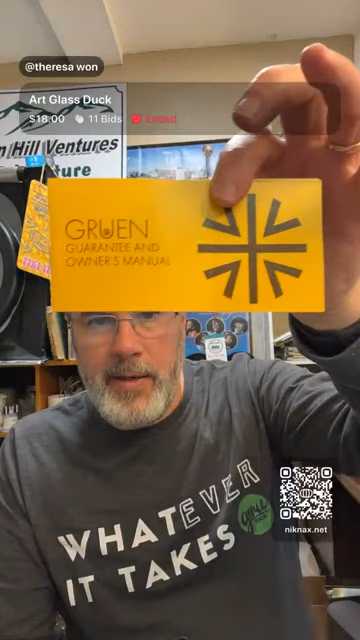 @theresa won
Art Glass Duck
$18.00 11 Bids Ended
Hill Ventures
GRUEN
GUARANTEE AND
OWNER'S MANUAL
WHATEVER
IT TAKES
niknax.net